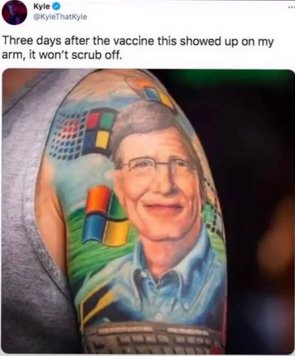 Kyle
@KyleThatKyle
Three days after the vaccine this showed up on my
arm, it won't scrub off.